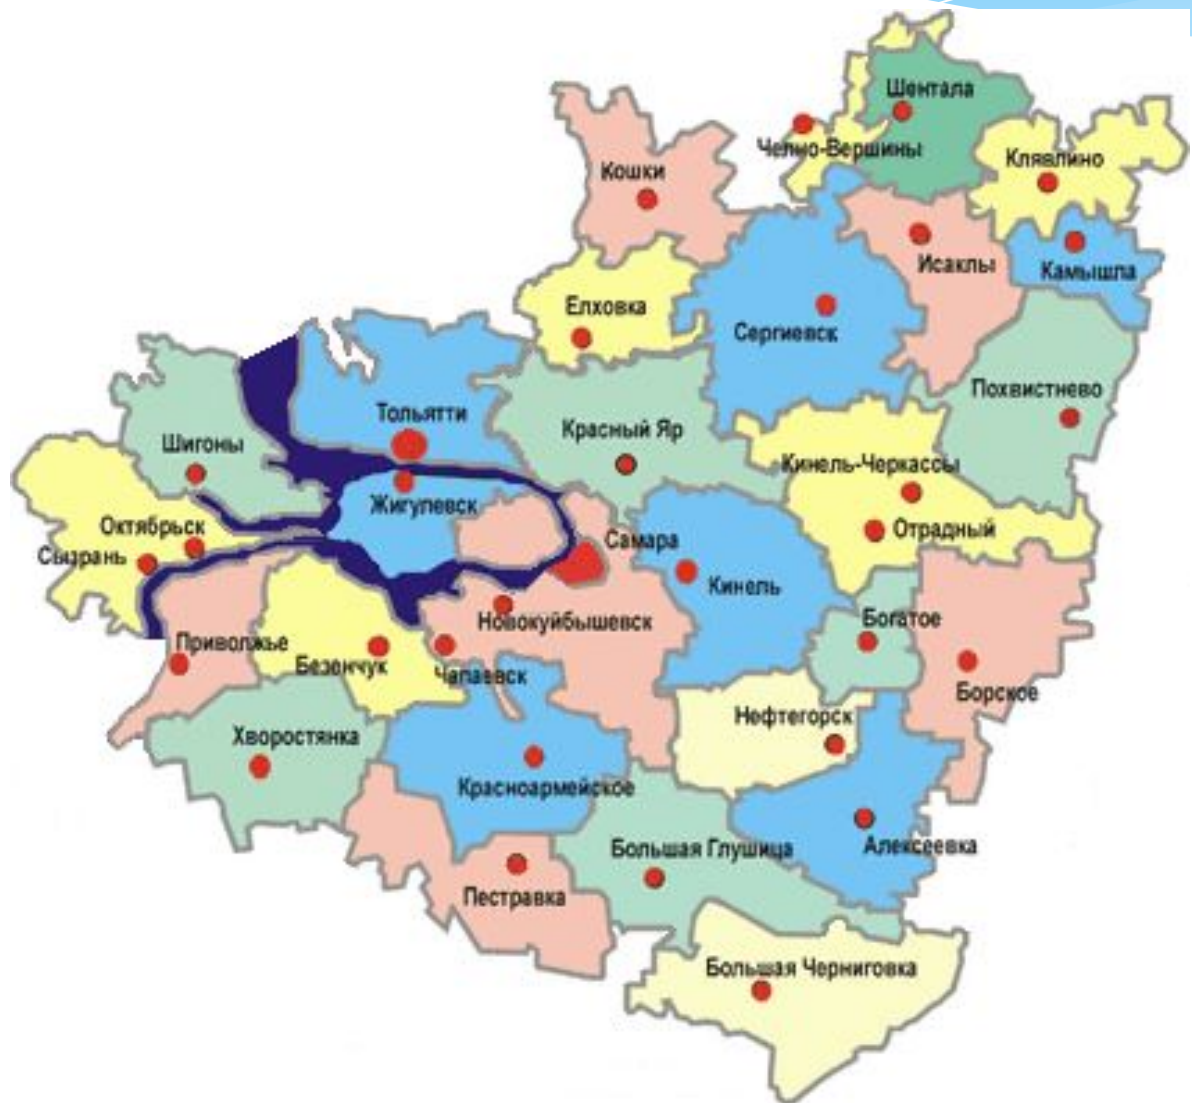 Шентала
Челно-Вершины
Клявлино
Кошки
Исаклы
Камышла
Елховка
Сергиевск
Похвистнево
Тольятти
Красный Яр
Шигоны
Кинель-Черкассы
Жигулевск
Октябрьск
Отрадный
Самара
Сызрань
Кинель
Новокуйбышевск
Богатое
Приволжье
Безенчук
Чапаевск
Борское
Нефтегорск
Хворостянка
Красноармейское
Большая Глушица
Алексеевка
Пестравка
Большая Черниговка